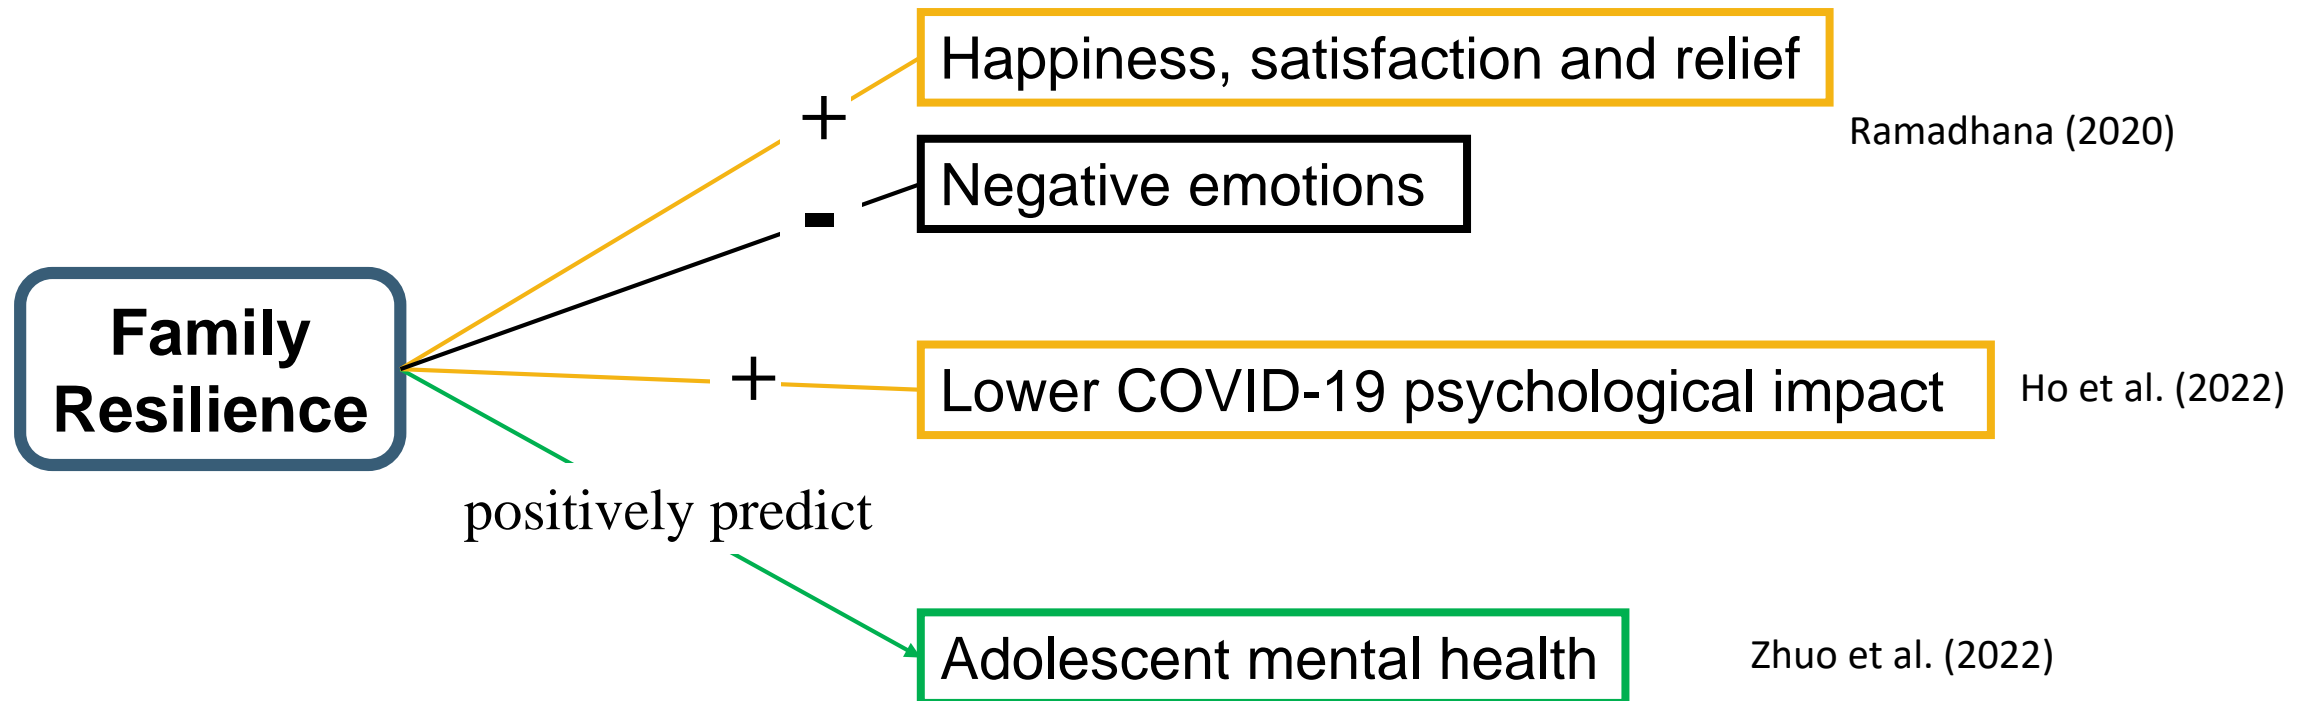 Happiness, satisfaction and relief
+
Ramadhana (2020)
Negative emotions
-
Family
Resilience
+
Lower COVID-19 psychological impact
Ho et al. (2022)
positively predict
Adolescent mental health
Zhuo et al. (2022)